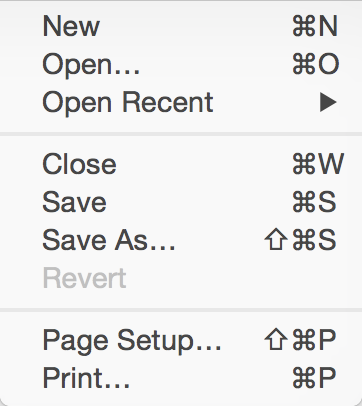 New ⌘N
Open... ⌘O
Open Recent ▶
Close ⌘W
Save ⌘S
Save As... ⇧⌘S
Revert
Page Setup... ⇧⌘P
Print... ⌘P